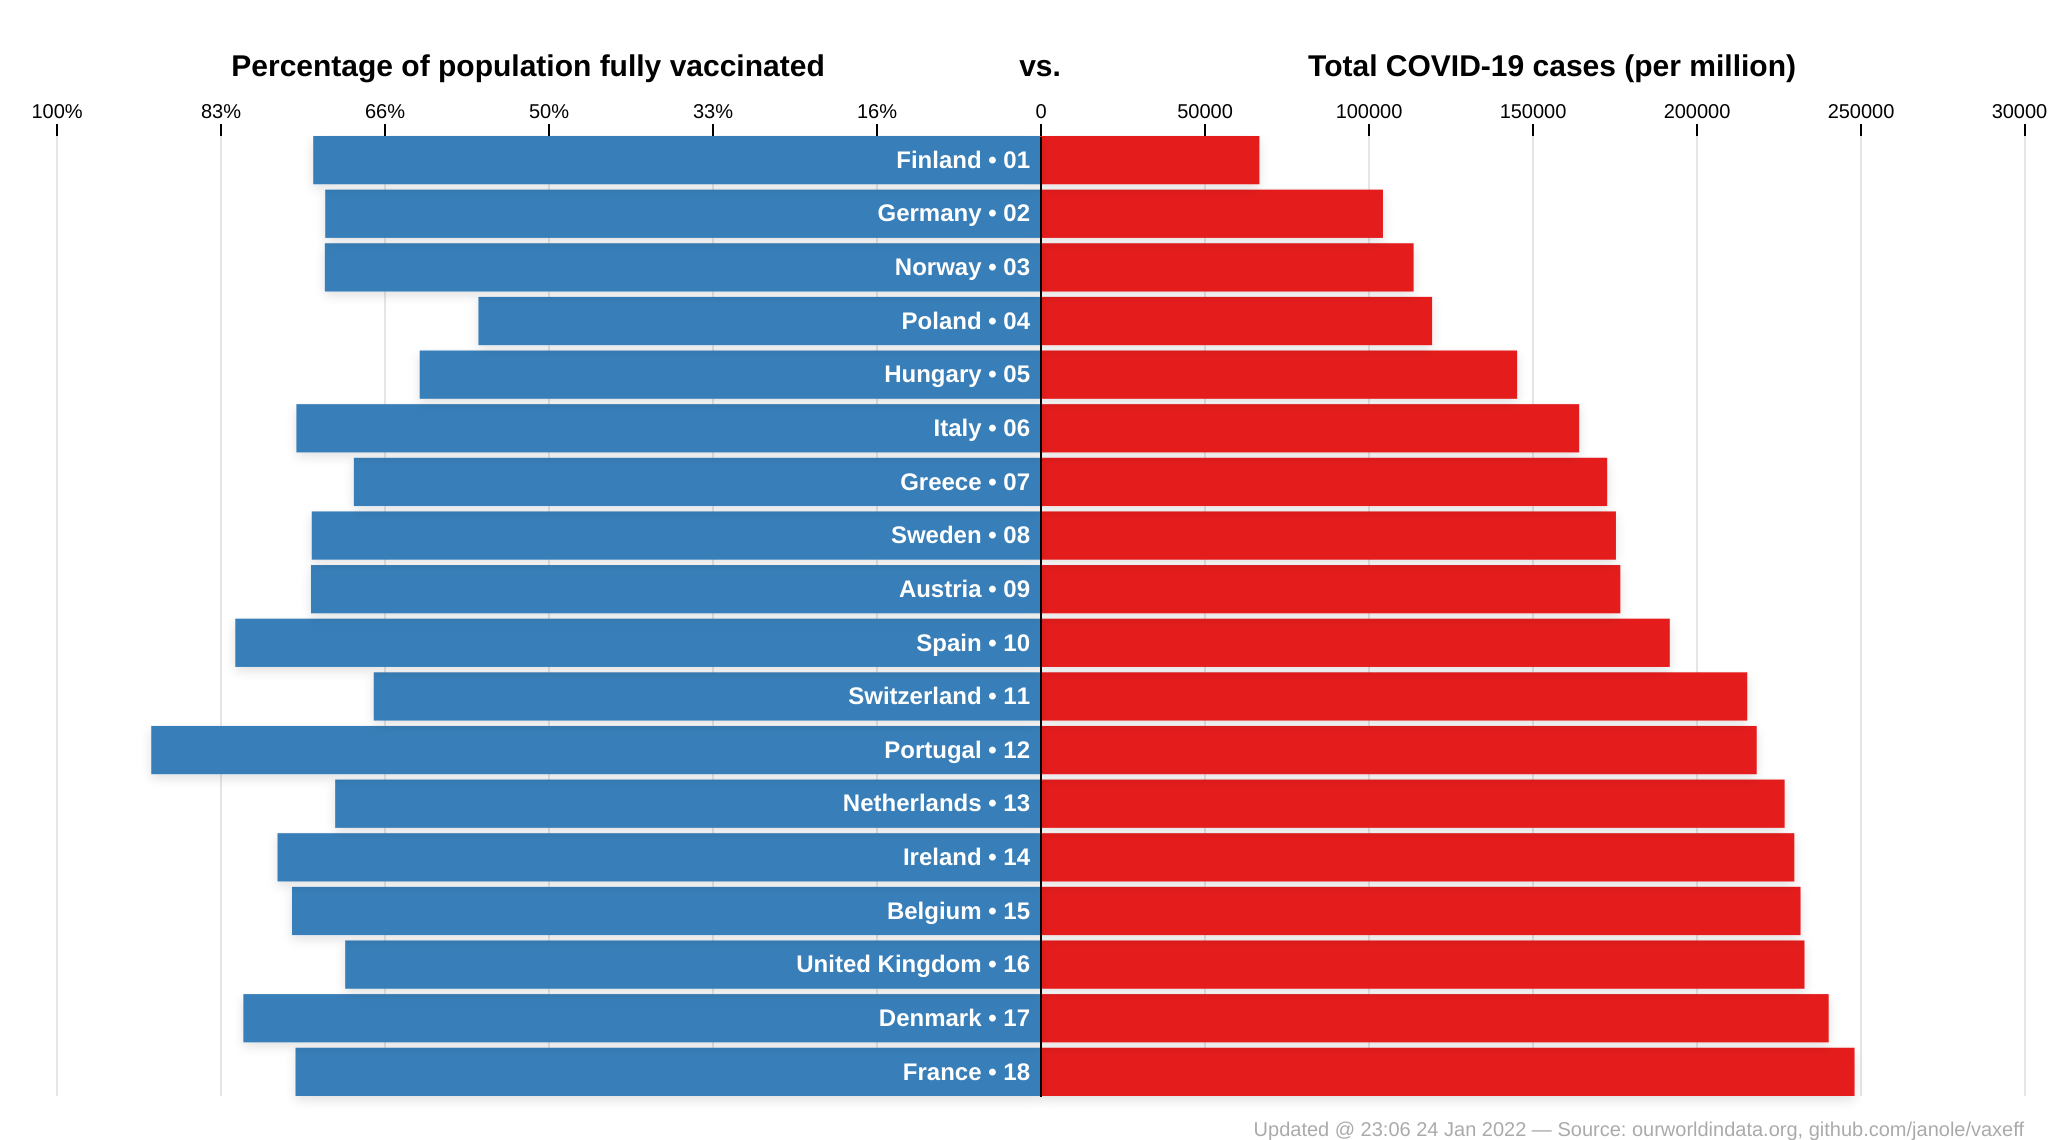 Percentage of population fully vaccinated vs. Total COVID-19 cases (per million)
100% 83% 66% 50% 33% 16% 0 50000 100000 150000 200000 250000 30000
Finland • 01
Germany • 02
Norway • 03
Poland • 04
Hungary • 05
Italy • 06
Greece • 07
Sweden • 08
Austria • 09
Spain • 10
Switzerland • 11
Portugal • 12
Netherlands • 13
Ireland • 14
Belgium • 15
United Kingdom • 16
Denmark • 17
France • 18
Updated @ 23:06 24 Jan 2022 — Source: ourworldindata.org, github.com/janole/vaxeff